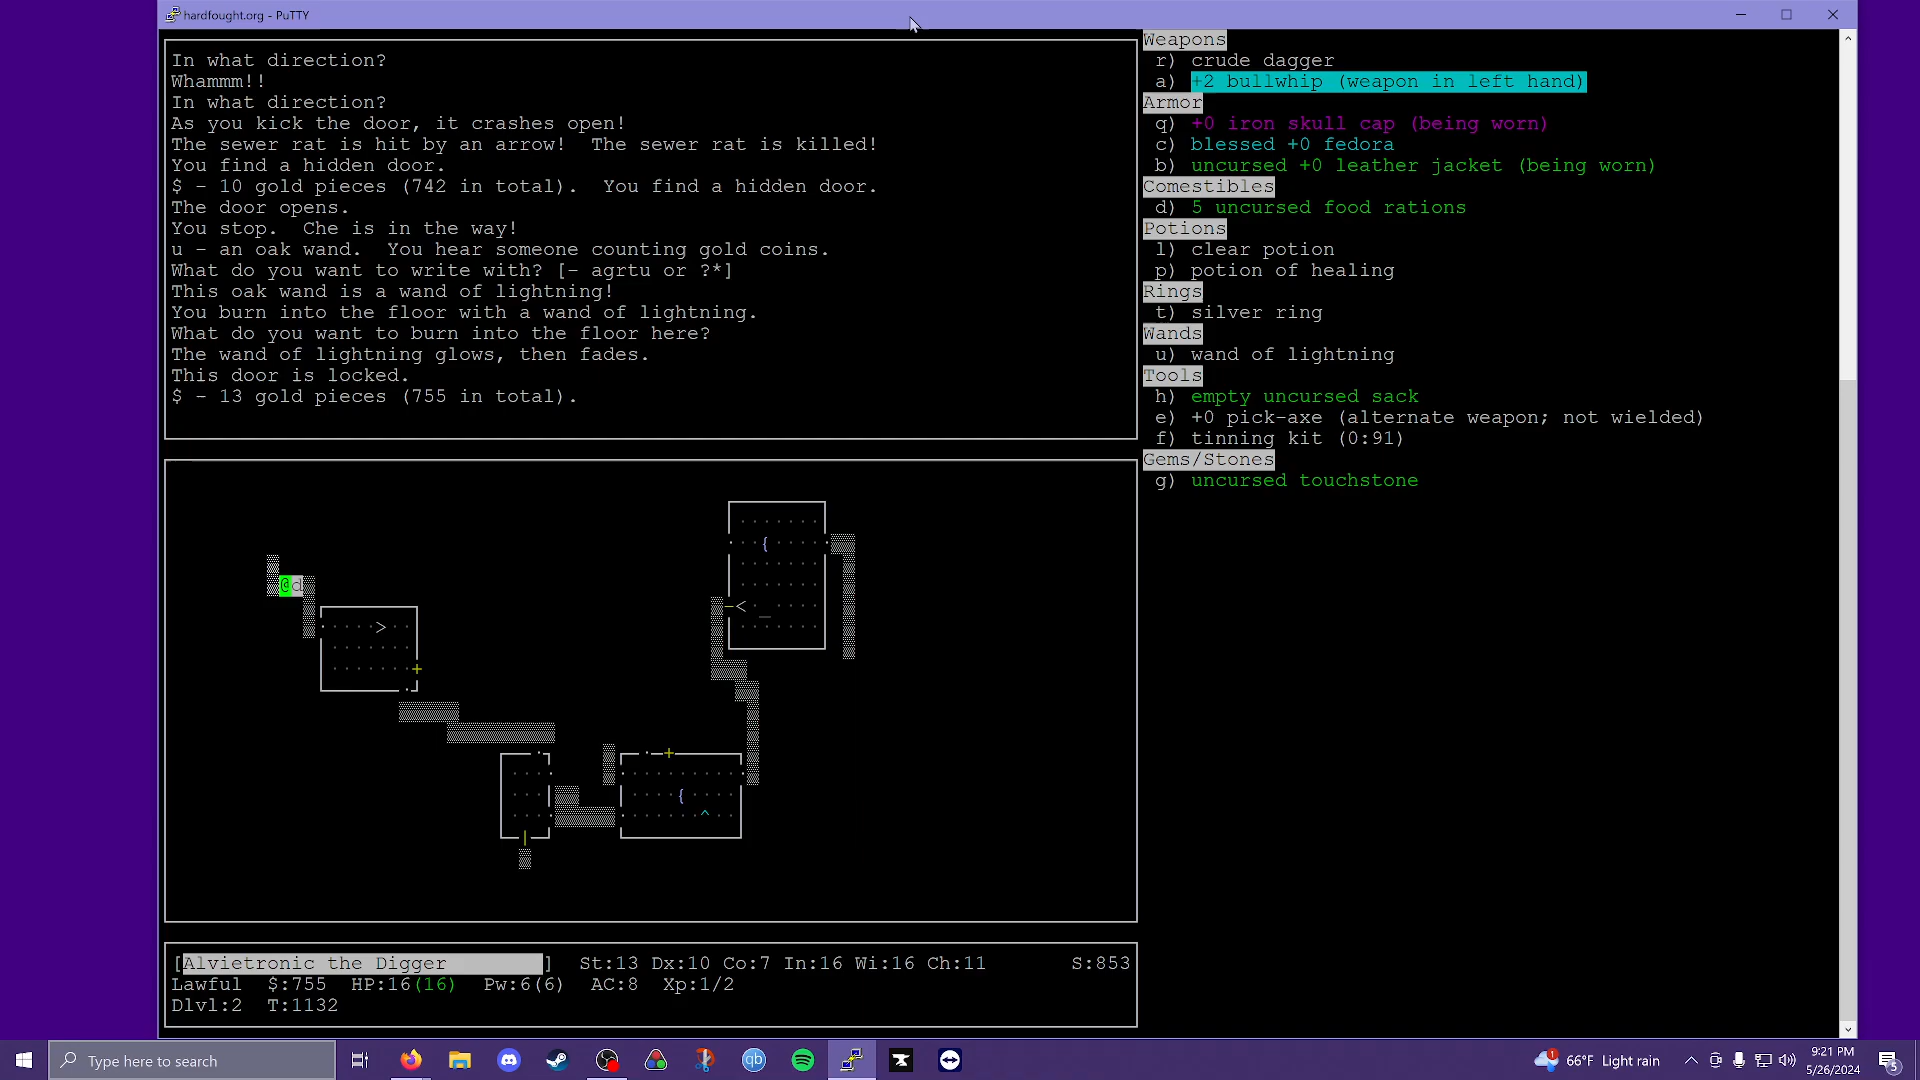 hardfought.org - PuTTY
In what direction?
Whammm!!
In what direction?
As you kick the door, it crashes open!
The sewer rat is hit by an arrow!  The sewer rat is killed!
You find a hidden door.
$ - 10 gold pieces (742 in total).  You find a hidden door.
The door opens.
You stop.  Che is in the way!
u - an oak wand.  You hear someone counting gold coins.
What do you want to write with? [- agrtu or ?*]
This oak wand is a wand of lightning!
You burn into the floor with a wand of lightning.
What do you want to burn into the floor here?
The wand of lightning glows, then fades.
This door is locked.
$ - 13 gold pieces (755 in total).
Weapons
r) crude dagger
a) +2 bullwhip (weapon in left hand)
Armor
q) +0 iron skull cap (being worn)
c) blessed +0 fedora
b) uncursed +0 leather jacket (being worn)
Comestibles
d) 5 uncursed food rations
Potions
l) clear potion
p) potion of healing
Rings
t) silver ring
Wands
u) wand of lightning
Tools
h) empty uncursed sack
e) +0 pick-axe (alternate weapon; not wielded)
f) tinning kit (0:91)
Gems/Stones
g) uncursed touchstone
@d
[Alvietronic the Digger] St:13 Dx:10 Co:7 In:16 Wi:16 Ch:11 S:853
Lawful $:755 HP:16(16) Pw:6(6) AC:8 Xp:1/2
Dlvl:2 T:1132
Type here to search
qb
66°F Light rain
9:21 PM
5/26/2024
5